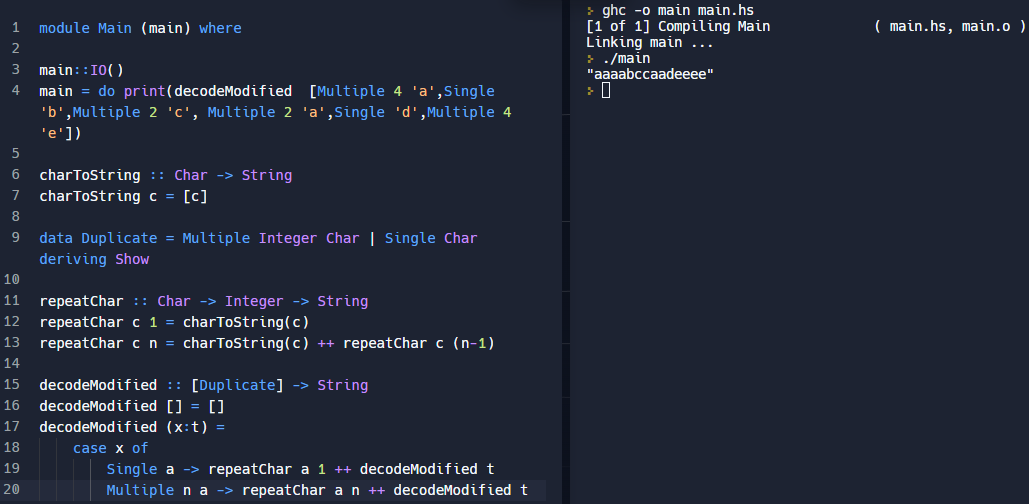 1 module Main (main) where
2
3 main::IO()
4 main = do print(decodeModified  [Multiple 4 'a',Single
'b',Multiple 2 'c', Multiple 2 'a',Single 'd',Multiple 4
'e'])
5
6 charToString :: Char -> String
7 charToString c = [c]
8
9 data Duplicate = Multiple Integer Char | Single Char
deriving Show
10
11 repeatChar :: Char -> Integer -> String
12 repeatChar c 1 = charToString(c)
13 repeatChar c n = charToString(c) ++ repeatChar c (n-1)
14
15 decodeModified :: [Duplicate] -> String
16 decodeModified [] = []
17 decodeModified (x:t) =
18     case x of
19         Single a -> repeatChar a 1 ++ decodeModified t
20         Multiple n a -> repeatChar a n ++ decodeModified t
ghc -o main main.hs
[1 of 1] Compiling Main             ( main.hs, main.o )
Linking main ...
./main
"aaaabccaadeeee"